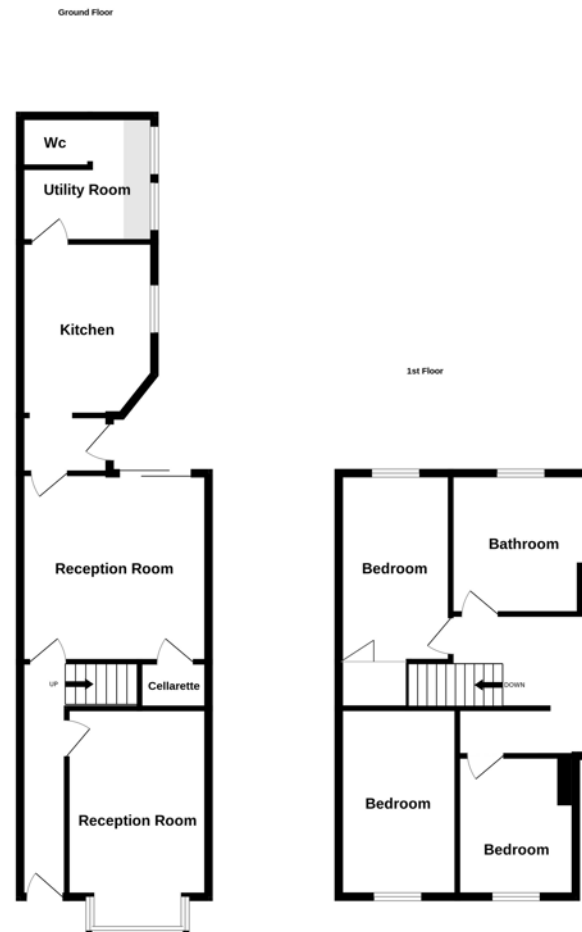 Ground Floor
Wc
Utility Room
Kitchen
Reception Room
UP
Cellarette
Reception Room
1st Floor
Bedroom
Bathroom
DOWN
Bedroom
Bedroom